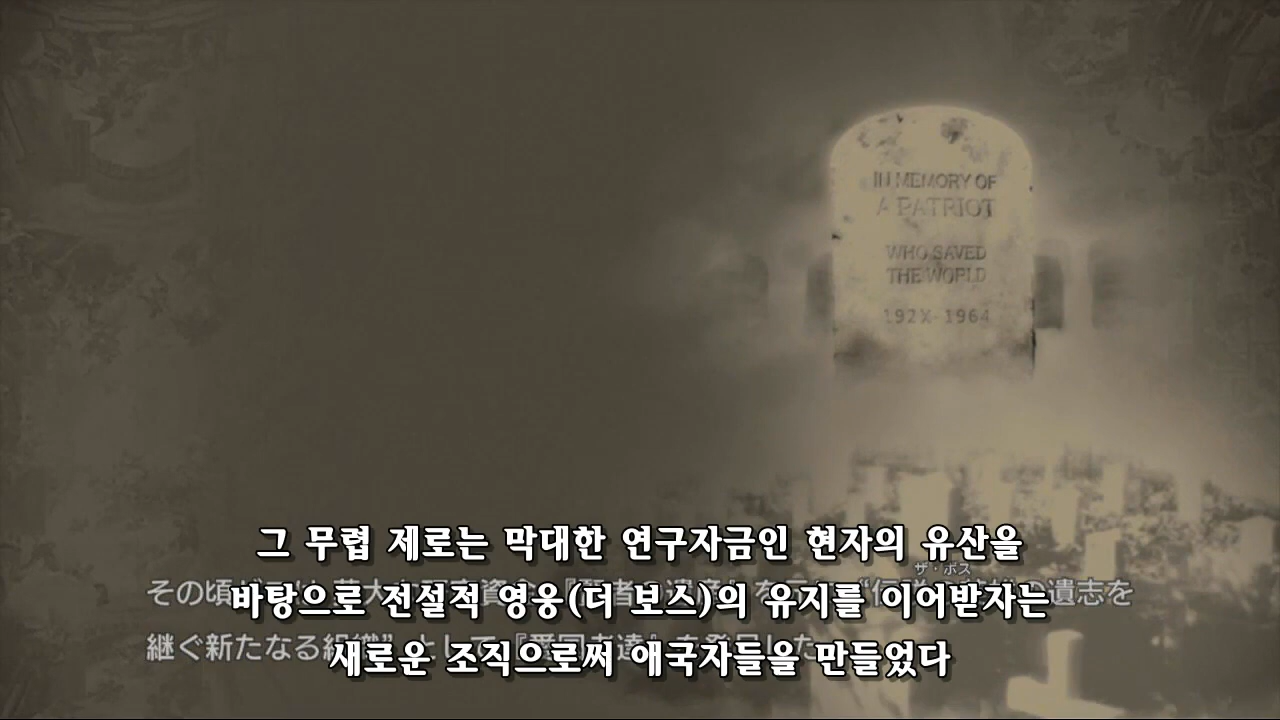 IN MEMORY OF
A PATRIOT
WHO SAVED
THE WORLD
192X-1964
그 무렵 제로는 막대한 연구자금인 현자의 유산을
ザ・ボス
その頃 遺志を
바탕으로 전설적 영웅(더 보스)의 유지를 이어받자는
継ぐ新たなる
새로운 조직으로써 애국자들을 만들었다